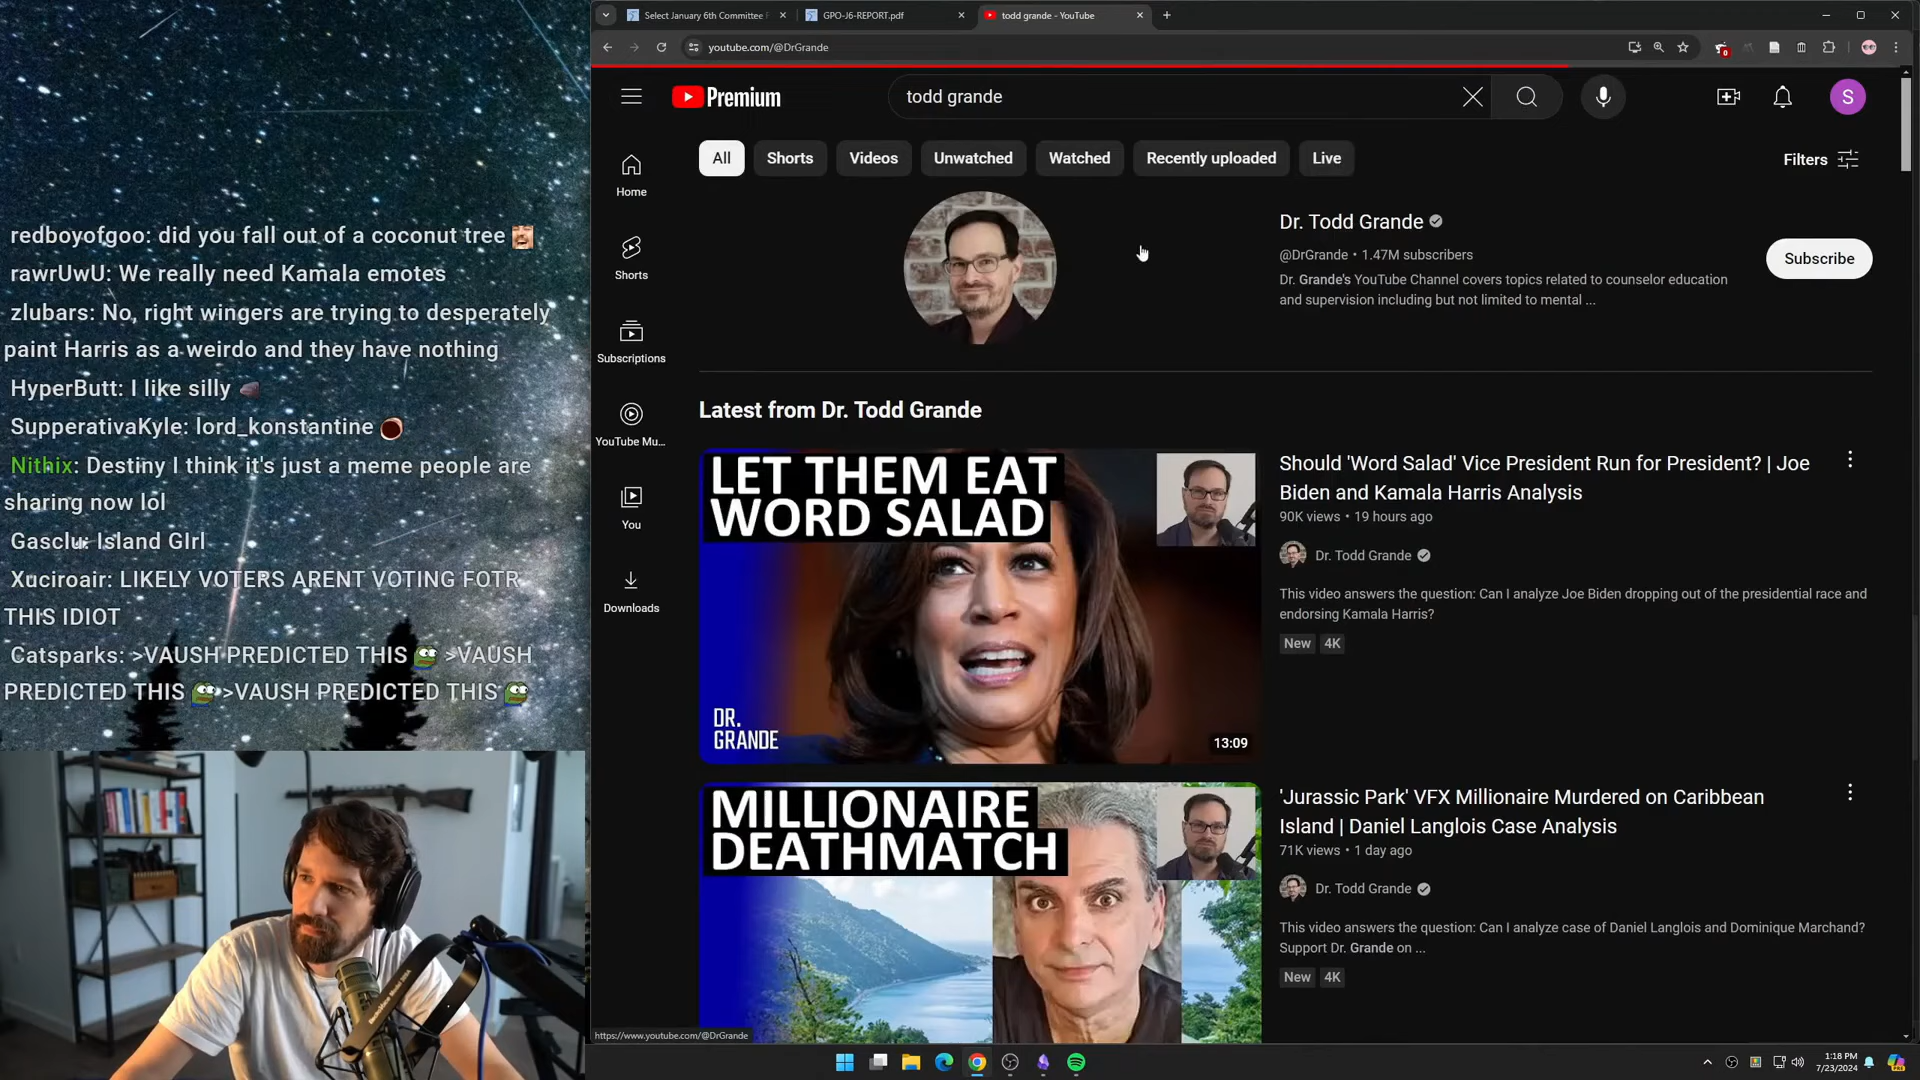 Select January 6th Committee F
GPO-J6-REPORT.pdf
todd grande - YouTube
youtube.com/@DrGrande
0
Premium
todd grande
S
All
Shorts
Videos
Unwatched
Watched
Recently uploaded
Live
Filters
Home
Shorts
Subscriptions
YouTube Mu...
You
Downloads
Dr. Todd Grande
@DrGrande • 1.47M subscribers
Dr. Grande's YouTube Channel covers topics related to counselor education
and supervision including but not limited to mental ...
Subscribe
Latest from Dr. Todd Grande
LET THEM EAT
WORD SALAD
DR.
GRANDE
13:09
Should 'Word Salad' Vice President Run for President? | Joe
Biden and Kamala Harris Analysis
90K views • 19 hours ago
Dr. Todd Grande
This video answers the question: Can I analyze Joe Biden dropping out of the presidential race and
endorsing Kamala Harris?
New
4K
MILLIONAIRE
DEATHMATCH
'Jurassic Park' VFX Millionaire Murdered on Caribbean
Island | Daniel Langlois Case Analysis
71K views • 1 day ago
Dr. Todd Grande
This video answers the question: Can I analyze case of Daniel Langlois and Dominique Marchand?
Support Dr. Grande on ...
New
4K
https://www.youtube.com/@DrGrande
1:18 PM
7/23/2024
redboyofgoo: did you fall out of a coconut tree
rawrUwU: We really need Kamala emotes
zlubars: No, right wingers are trying to desperately
paint Harris as a weirdo and they have nothing
HyperButt: I like silly
SupperativaKyle: lord_konstantine
Nithix: Destiny I think it's just a meme people are
sharing now lol
Gasclu: Island GIrl
Xuciroair: LIKELY VOTERS ARENT VOTING FOTR
THIS IDIOT
Catsparks: >VAUSH PREDICTED THIS >VAUSH
PREDICTED THIS >VAUSH PREDICTED THIS